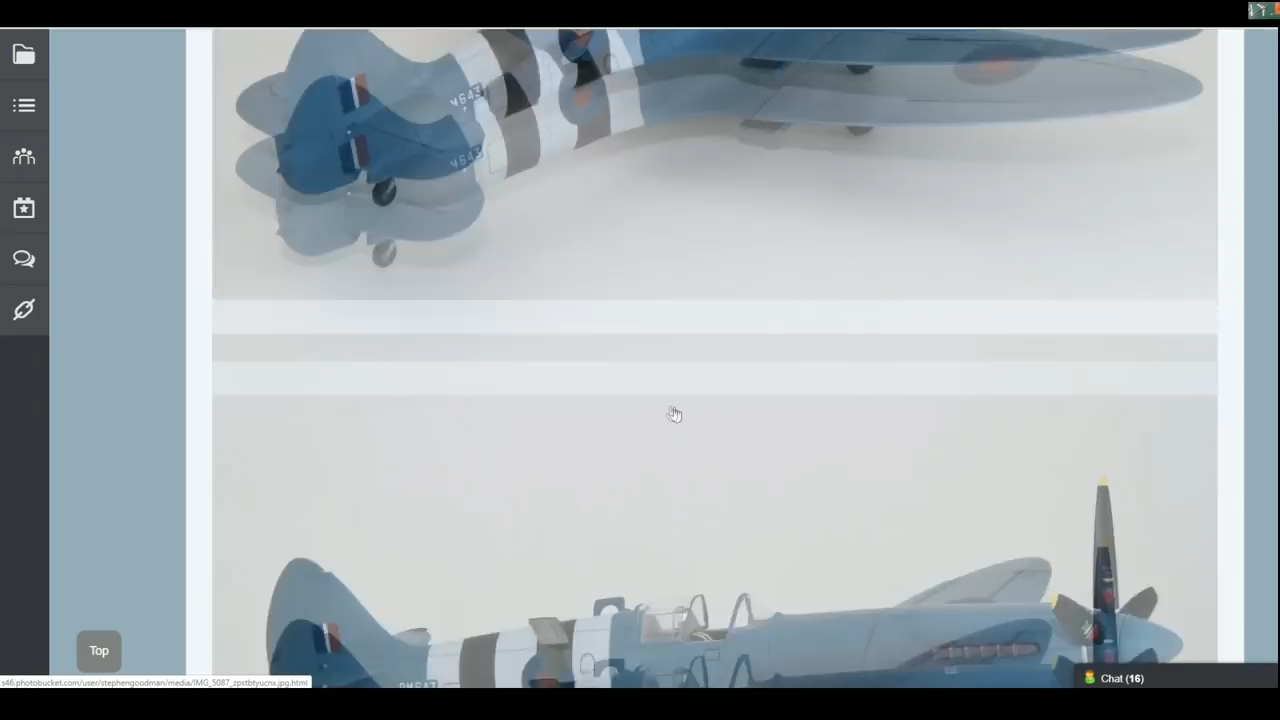 Top
s46.photobucket.com/user/stephengoodman/media/IMG_5087_zpstbtyucnx.jpg.html
Chat (16)